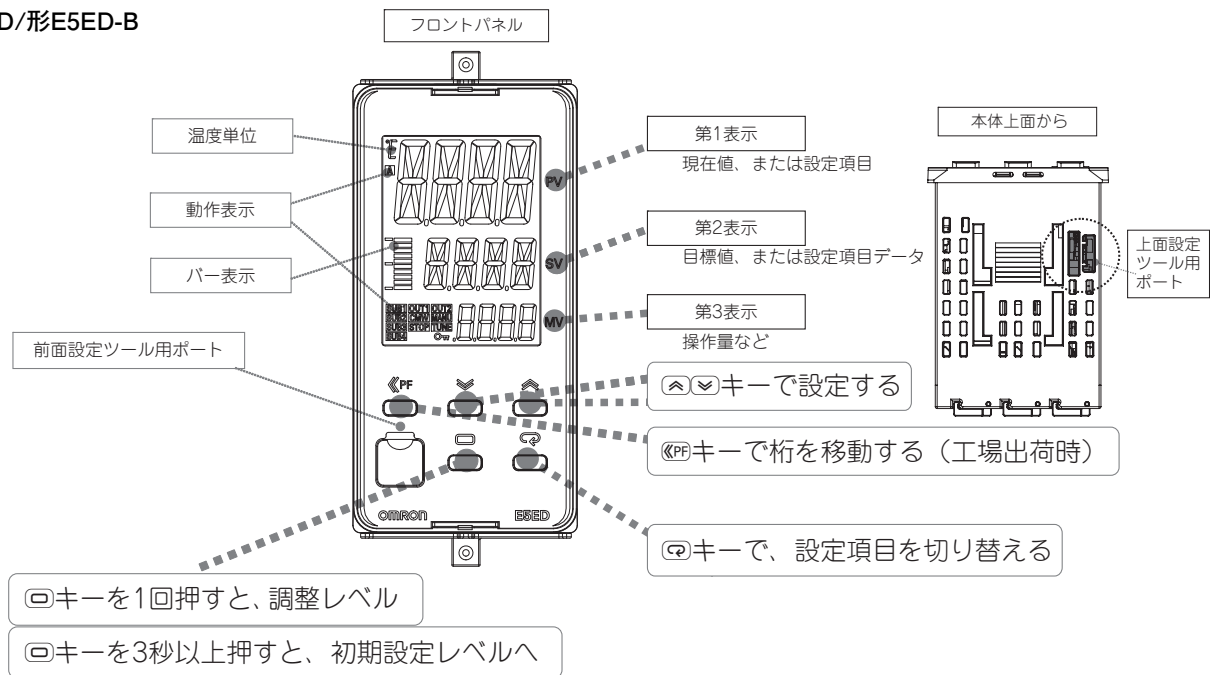 D/形E5ED-B
フロントパネル
温度単位
動作表示
バー表示
前面設定ツール用ポート
PV
SV
MV
SUB1 OUT1 OUT2
SUB2 CMW MANU
SUB3 STOP TUNE
SUB4
PF
OMRON
E5ED
第1表示
現在値、または設定項目
第2表示
目標値、または設定項目データ
第3表示
操作量など
本体上面から
上面設定
ツール用
ポート
キーで設定する
PFキーで桁を移動する(工場出荷時)
キーで、設定項目を切り替える
キーを1回押すと、調整レベル
キーを3秒以上押すと、初期設定レベルへ